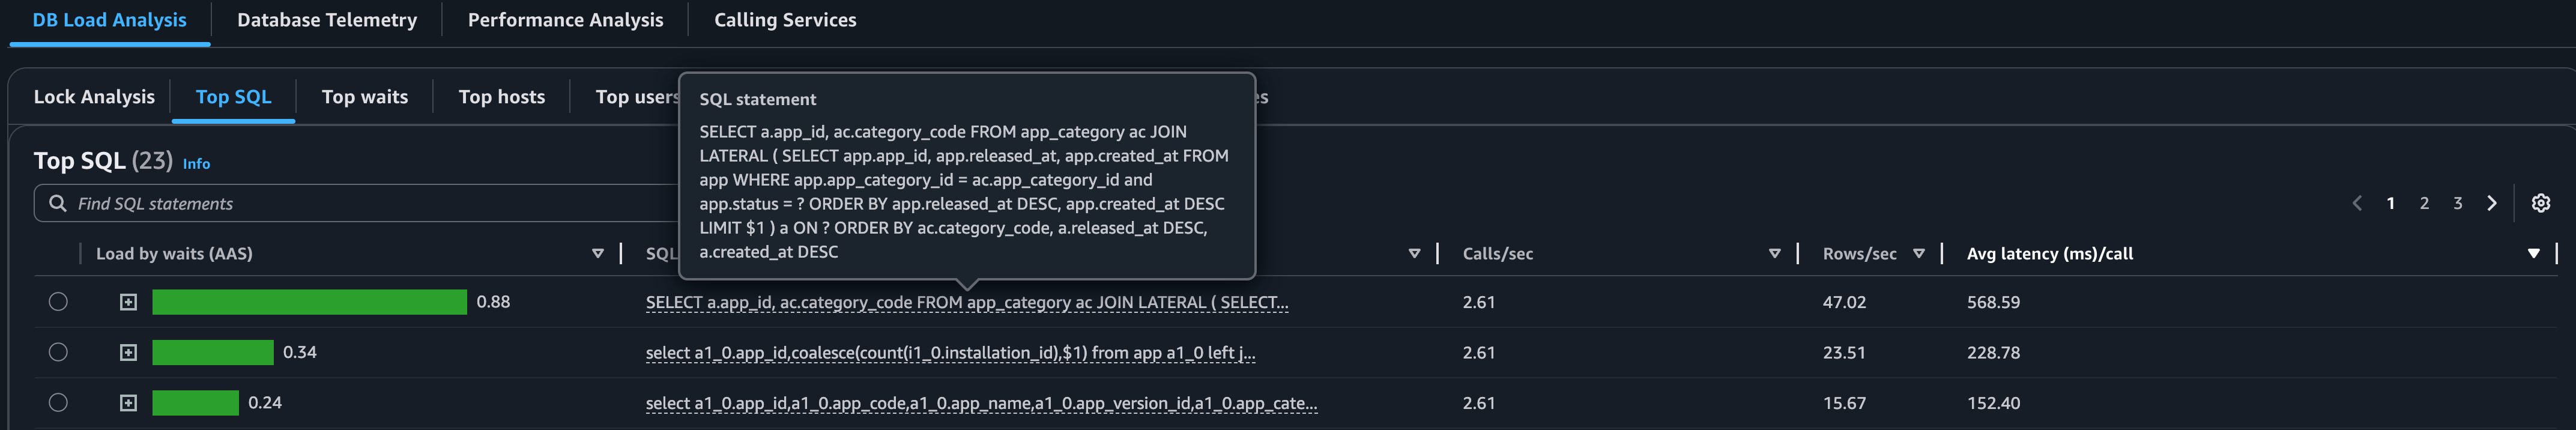 DB Load Analysis
Database Telemetry
Performance Analysis
Calling Services
Lock Analysis
Top SQL
Top waits
Top hosts
Top users
SQL statement
SELECT a.app_id, ac.category_code FROM app_category ac JOIN
LATERAL ( SELECT app.app_id, app.released_at, app.created_at FROM
app WHERE app.app_category_id = ac.app_category_id and
app.status = ? ORDER BY app.released_at DESC, app.created_at DESC
LIMIT $1 ) a ON ? ORDER BY ac.category_code, a.released_at DESC,
a.created_at DESC
Top SQL (23) Info
Find SQL statements
1 2 3
Load by waits (AAS)
SQL
Calls/sec
Rows/sec
Avg latency (ms)/call
0.88
SELECT a.app_id, ac.category_code FROM app_category ac JOIN LATERAL ( SELECT...
2.61
47.02
568.59
0.34
select a1_0.app_id,coalesce(count(i1_0.installation_id),$1) from app a1_0 left j...
2.61
23.51
228.78
0.24
select a1_0.app_id,a1_0.app_code,a1_0.app_name,a1_0.app_version_id,a1_0.app_cate...
2.61
15.67
152.40